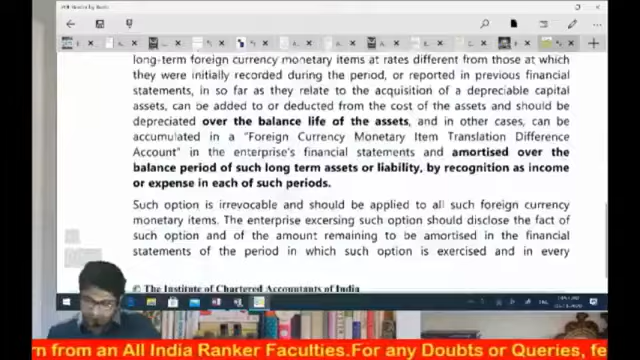 long-term foreign currency monetary items at rates different from those at which
they were initially recorded during the period, or reported in previous financial
statements, in so far as they relate to the acquisition of a depreciable capital
assets, can be added to or deducted from the cost of the assets and should be
depreciated over the balance life of the assets, and in other cases, can be
accumulated in a "Foreign Currency Monetary Item Translation Difference
Account" in the enterprise's financial statements and amortised over the
balance period of such long term assets or liability, by recognition as income
or expense in each of such periods.
Such option is irrevocable and should be applied to all such foreign currency
monetary items. The enterprise excersing such option should disclose the fact of
such option and of the amount remaining to be amortised in the financial
statements of the period in which such option is exercised and in every
© The Institute of Chartered Accountants of India
rn from an All India Ranker Faculties.For any Doubts or Queries, fe